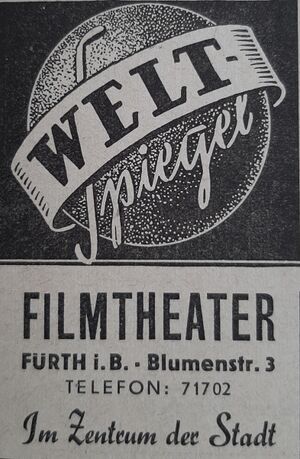 WELT-
Spiegel
FILMTHEATER
FÜRTH i.B. - Blumenstr. 3
TELEFON: 71702
Im Zentrum der Stadt